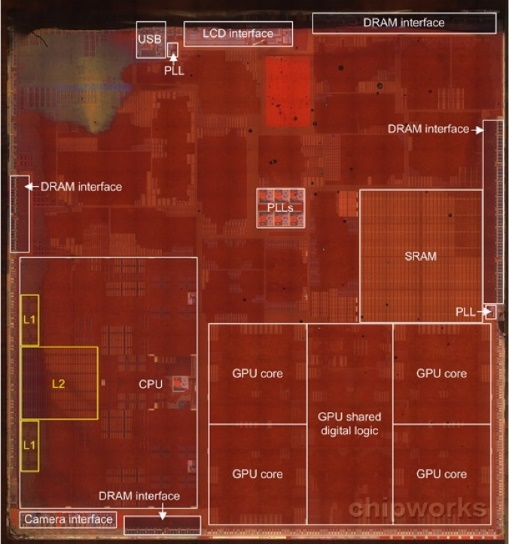 DRAM interface
USB
LCD interface
PLL
DRAM interface
DRAM interface
PLLs
SRAM
PLL
L1
GPU core
GPU core
L2
CPU
GPU shared
digital logic
L1
GPU core
GPU core
DRAM interface
chipworks
Camera interface